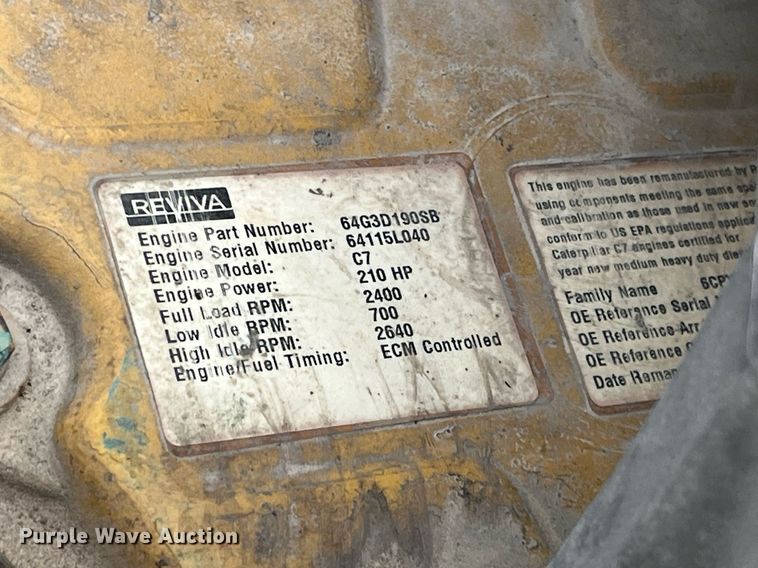 REVIVA
Engine Part Number: 64G3D190SB
Engine Serial Number: 64115L040
Engine Model: C7
Engine Power: 210 HP
Full Load RPM: 2400
Low Idle RPM: 700
High Idle RPM: 2640
Engine/Fuel Timing: ECM Controlled
This engine has been remanufactured by
using components meeting the same
and calibration as those used in new
conform to US EPA regulations
Caterpillar C7 engines certified for
year new medium heavy duty
Family Name
OE Reference Serial
OE Reference
OE Reference
Date
Purple Wave Auction